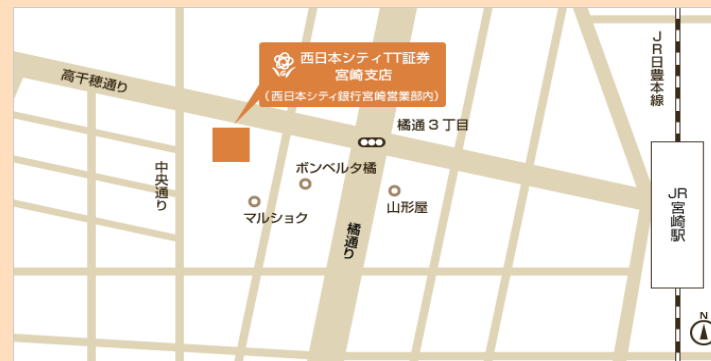 西日本シティTT証券
宮崎支店
(西日本シティ銀行宮崎営業部内)
高千穂通り
JR日豊本線
橘通3丁目
ボンベルタ橘
中央通り
マルショク
山形屋
JR
宮崎駅
橘通り
N